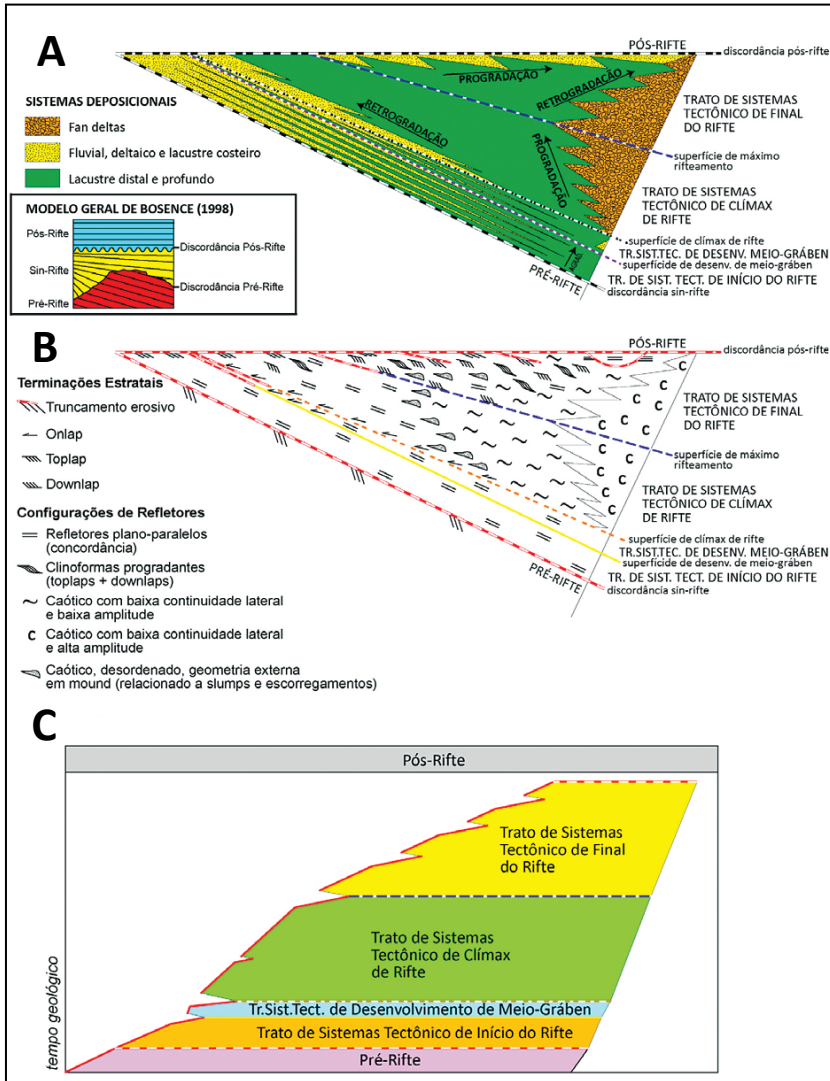 A
PÓS-RIFTE
discordância pós-rifte
SISTEMAS DEPOSICIONAIS
Fan deltas
Fluvial, deltaico e lacustre costeiro
Lacustre distal e profundo
PROGRADAÇÃO
RETROGRADAÇÃO
RETROGRADAÇÃO
PROGRADAÇÃO
AGRAD.
PRÉ-RIFTE
TRATO DE SISTEMAS
TECTÔNICO DE FINAL
DO RIFTE
superfície de máximo
rifteamento
TRATO DE SISTEMAS
TECTÔNICO DE CLÍMAX
DE RIFTE
superfície de clímax de rifte
TR.SIST.TEC. DE DESENV. MEIO-GRÁBEN
superfícide de desenv. de meio-gráben
TR. DE SIST. TECT. DE INÍCIO DO RIFTE
discordância sin-rifte
MODELO GERAL DE BOSENCE (1998)
Pós-Rifte
Discordância Pós-Rifte
Sin-Rifte
Discrodância Pré-Rifte
Pré-Rifte
B
PÓS-RIFTE
discordância pós-rifte
Terminações Estratais
Truncamento erosivo
Onlap
Toplap
Downlap
Configurações de Refletores
Refletores plano-paralelos
(concordância)
Clinoformas progradantes
(toplaps + downlaps)
Caótico com baixa continuidade lateral
e baixa amplitude
C Caótico com baixa continuidade lateral
e alta amplitude
Caótico, desordenado, geometria externa
em mound (relacionado a slumps e escorregamentos)
C
C
C
C
C
C
C
C
C
C
C
PRÉ-RIFTE
TRATO DE SISTEMAS
TECTÔNICO DE FINAL
DO RIFTE
superfície de máximo
rifteamento
TRATO DE SISTEMAS
TECTÔNICO DE CLÍMAX
DE RIFTE
superfície de clímax de rifte
TR.SIST.TEC. DE DESENV. MEIO-GRÁBEN
superfícide de desenv. de meio-gráben
TR. DE SIST. TECT. DE INÍCIO DO RIFTE
discordância sin-rifte
C
Pós-Rifte
Trato de Sistemas
Tectônico de Final
do Rifte
Trato de Sistemas
Tectônico de Clímax
de Rifte
Tr.Sist.Tect. de Desenvolvimento de Meio-Gráben
Trato de Sistemas Tectônico de Início do Rifte
Pré-Rifte
tempo geológico